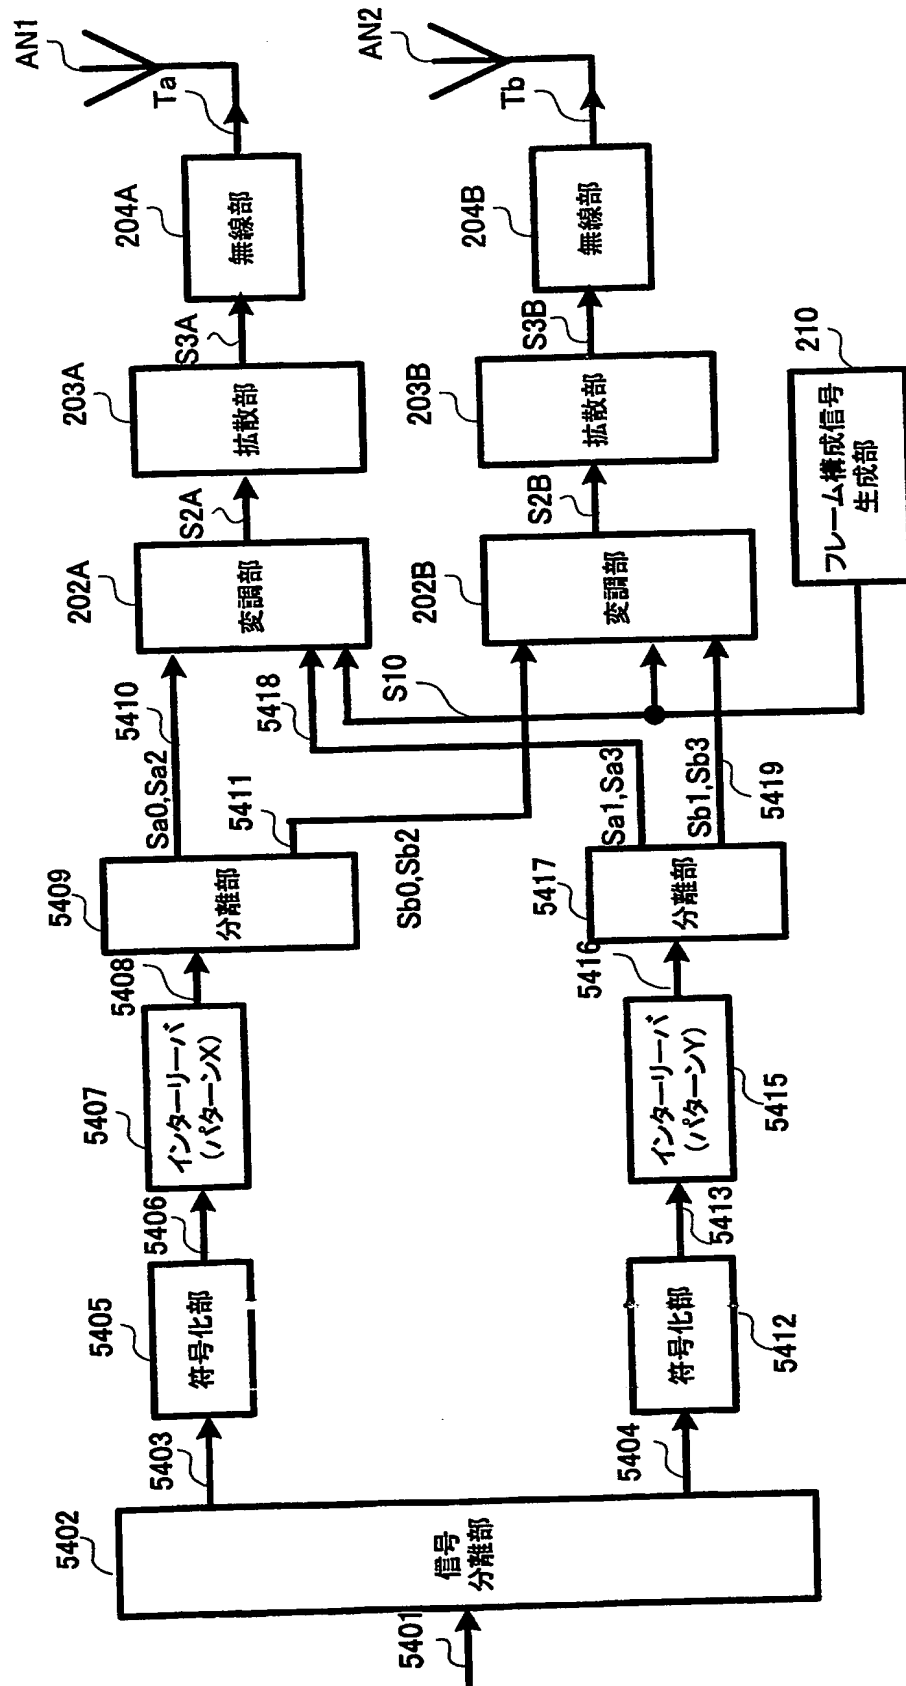 5401
5402
信号
分離部
5403
5405
符号化部
5406
5407
インターリーバ
(パターンX)
5408
5409
分離部
Sa0,Sa2
5410
5411
Sb0,Sb2
202A
変調部
S2A
203A
拡散部
S3A
204A
無線部
Ta
AN1
5404
符号化部
5412
5413
インターリーバ
(パターンY)
5415
5416
5417
分離部
Sa1,Sa3
5418
Sb1,Sb3
5419
S10
202B
変調部
S2B
203B
拡散部
S3B
204B
無線部
Tb
AN2
210
フレーム構成信号
生成部